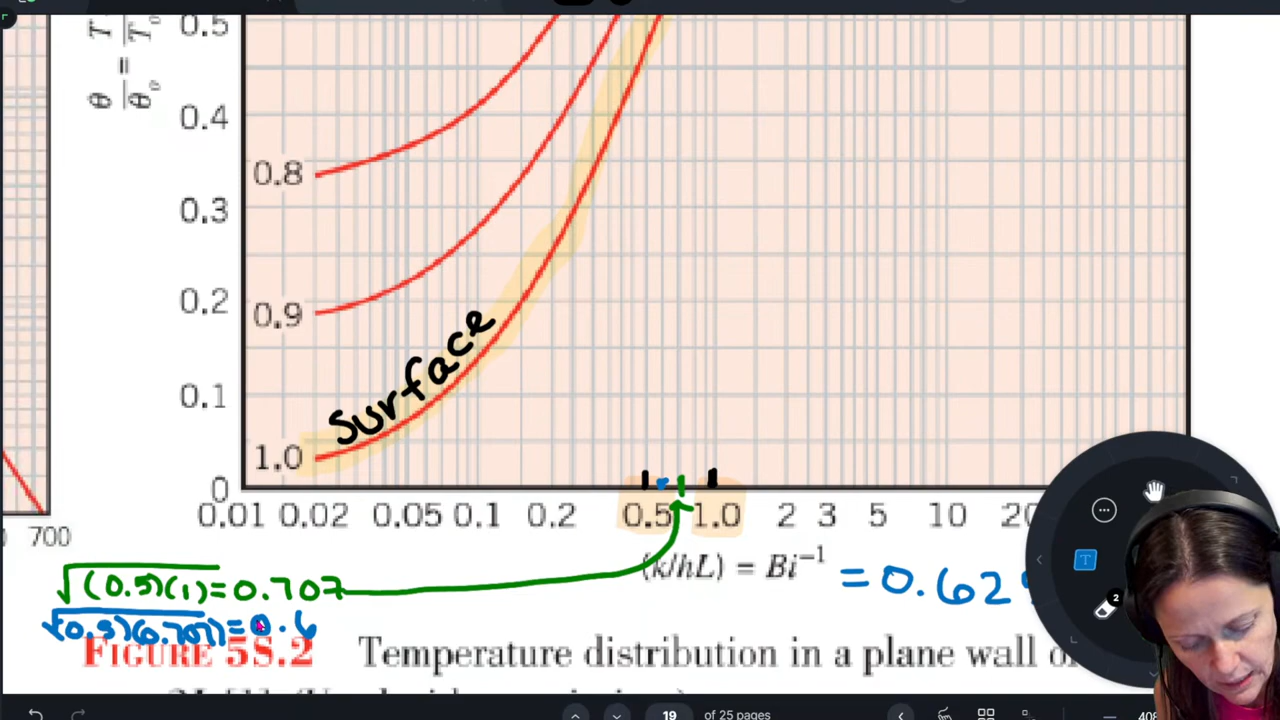 0.5
θ/θ₀ = T / T₀
0.4
0.8
0.3
0.2
0.9
Surface
0.1
1.0
0
0.01 0.02 0.05 0.1 0.2 0.5 1.0 2 3 5 10 20
700
(k/hL) = Bi⁻¹ = 0.62
√(0.5)(1) = 0.707
√(0.5)(0.707) = 0.6
FIGURE 5S.2 Temperature distribution in a plane wall
T
2
19 of 25 pages
408